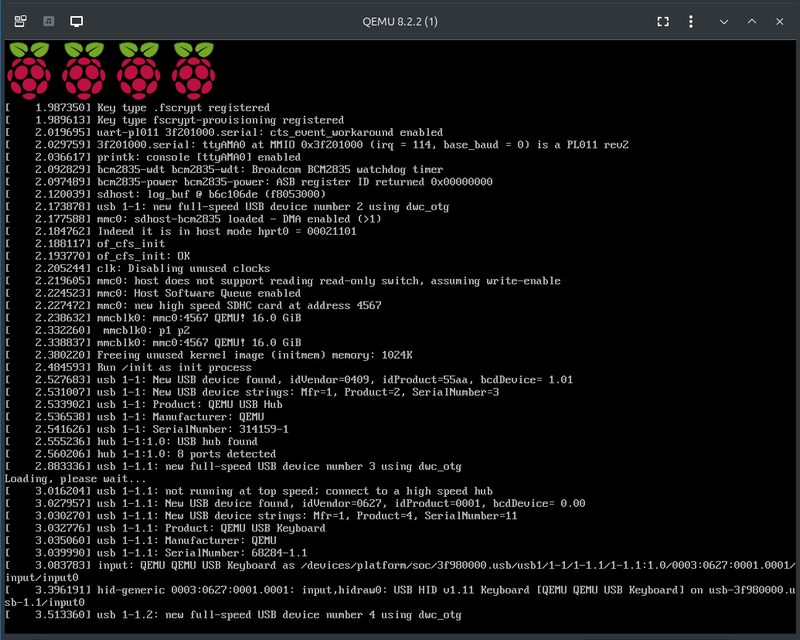 QEMU 8.2.2 (1)
[    1.987350] Key type .fscrypt registered
[    1.989613] Key type fscrypt-provisioning registered
[    2.019695] uart-pl011 3f201000.serial: cts_event_workaround enabled
[    2.029759] 3f201000.serial: ttyAMA0 at MMIO 0x3f201000 (irq = 114, base_baud = 0) is a PL011 rev2
[    2.036617] printk: console [ttyAMA0] enabled
[    2.092829] bcm2835-wdt bcm2835-wdt: Broadcom BCM2835 watchdog timer
[    2.097489] bcm2835-power bcm2835-power: ASB register ID returned 0x00000000
[    2.120039] sdhost: log_buf @ b6c106de (f8053000)
[    2.173878] usb 1-1: new full-speed USB device number 2 using dwc_otg
[    2.177588] mmc0: sdhost-bcm2835 loaded - DMA enabled (>1)
[    2.184762] Indeed it is in host mode hprt0 = 00021101
[    2.188117] of_cfs_init
[    2.193770] of_cfs_init: OK
[    2.205244] clk: Disabling unused clocks
[    2.219605] mmc0: host does not support reading read-only switch, assuming write-enable
[    2.224523] mmc0: Host Software Queue enabled
[    2.227472] mmc0: new high speed SDHC card at address 4567
[    2.238632] mmcblk0: mmc0:4567 QEMU! 16.0 GiB
[    2.332260]  mmcblk0: p1 p2
[    2.338837] mmcblk0: mmc0:4567 QEMU! 16.0 GiB
[    2.380220] Freeing unused kernel image (initmem) memory: 1024K
[    2.484593] Run /init as init process
[    2.527683] usb 1-1: New USB device found, idVendor=0409, idProduct=55aa, bcdDevice= 1.01
[    2.531007] usb 1-1: New USB device strings: Mfr=1, Product=2, SerialNumber=3
[    2.533902] usb 1-1: Product: QEMU USB Hub
[    2.536538] usb 1-1: Manufacturer: QEMU
[    2.541626] usb 1-1: SerialNumber: 314159-1
[    2.555236] hub 1-1:1.0: USB hub found
[    2.560206] hub 1-1:1.0: 8 ports detected
[    2.883336] usb 1-1.1: new full-speed USB device number 3 using dwc_otg
Loading, please wait...
[    3.016204] usb 1-1.1: not running at top speed; connect to a high speed hub
[    3.027957] usb 1-1.1: New USB device found, idVendor=0627, idProduct=0001, bcdDevice= 0.00
[    3.030270] usb 1-1.1: New USB device strings: Mfr=1, Product=4, SerialNumber=11
[    3.032776] usb 1-1.1: Product: QEMU USB Keyboard
[    3.035060] usb 1-1.1: Manufacturer: QEMU
[    3.039990] usb 1-1.1: SerialNumber: 68284-1.1
[    3.083783] input: QEMU QEMU USB Keyboard as /devices/platform/soc/3f980000.usb/usb1/1-1/1-1.1/1-1.1:1.0/0003:0627:0001.0001/
input/input0
[    3.396191] hid-generic 0003:0627:0001.0001: input,hidraw0: USB HID v1.11 Keyboard [QEMU QEMU USB Keyboard] on usb-3f980000.u
sb-1.1/input0
[    3.513360] usb 1-1.2: new full-speed USB device number 4 using dwc_otg